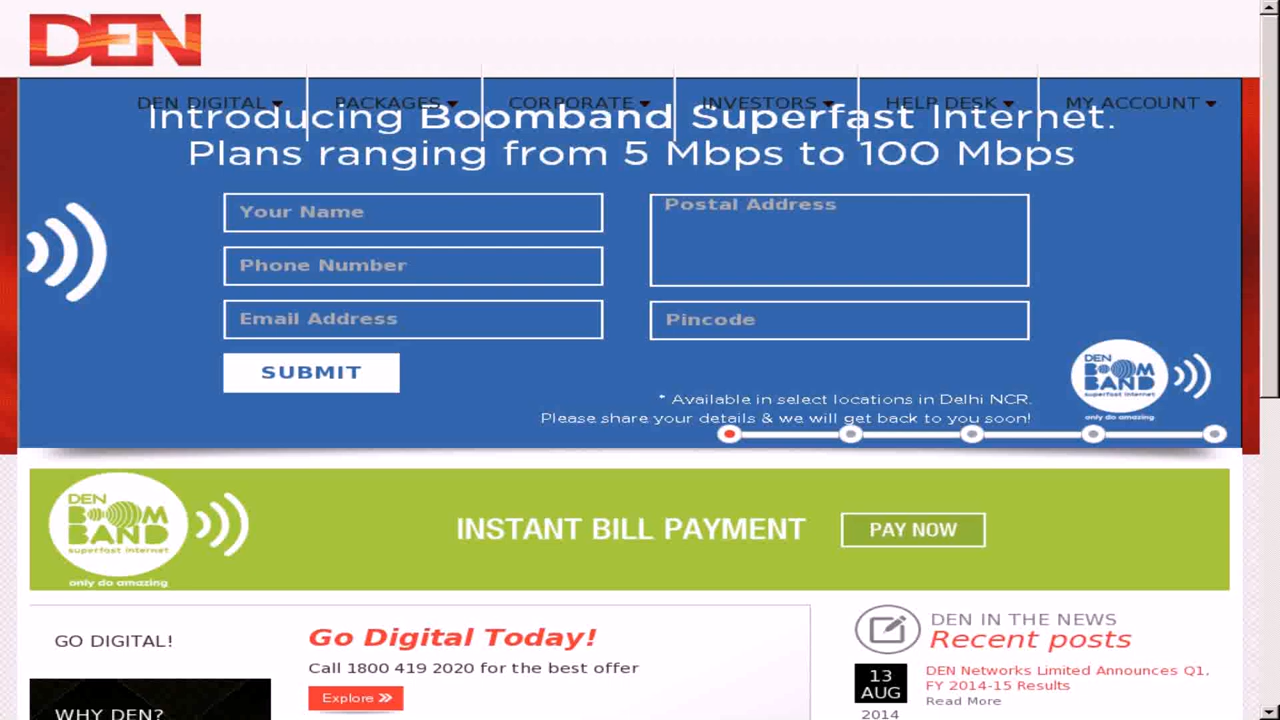 DEN
DEN DIGITAL
PACKAGES
CORPORATE
INVESTORS
HELP DESK
MY ACCOUNT
Introducing Boomband Superfast Internet.
Plans ranging from 5 Mbps to 100 Mbps
Your Name
Postal Address
Phone Number
Email Address
Pincode
SUBMIT
* Available in select locations in Delhi NCR.
Please share your details & we will get back to you soon!
DEN
BOOM
BAND
superfast internet
only do amazing
DEN
BOOM
BAND
superfast internet
only do amazing
INSTANT BILL PAYMENT
PAY NOW
GO DIGITAL!
WHY DEN?
Go Digital Today!
Call 1800 419 2020 for the best offer
Explore »
DEN IN THE NEWS
Recent posts
13
AUG
2014
DEN Networks Limited Announces Q1,
FY 2014-15 Results
Read More